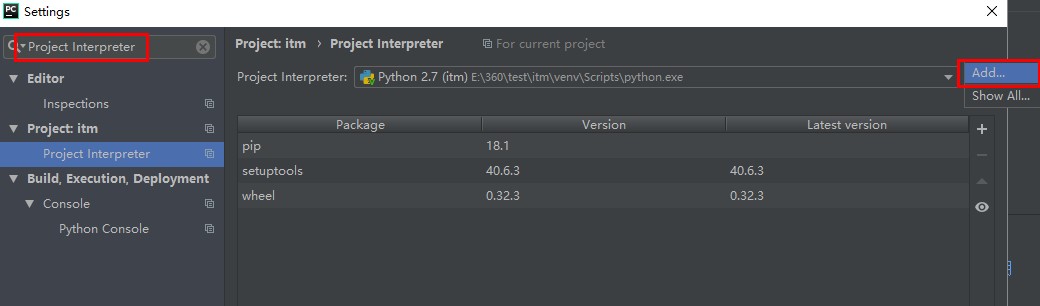 PC Settings
Project Interpreter
Project: itm › Project Interpreter For current project
Editor
Project Interpreter: Python 2.7 (itm) E:\360\test\itm\venv\Scripts\python.exe Add...
Inspections
Show All...
Project: itm
Package Version Latest version
Project Interpreter
pip 18.1
Build, Execution, Deployment
setuptools 40.6.3 40.6.3
Console
wheel 0.32.3 0.32.3
Python Console